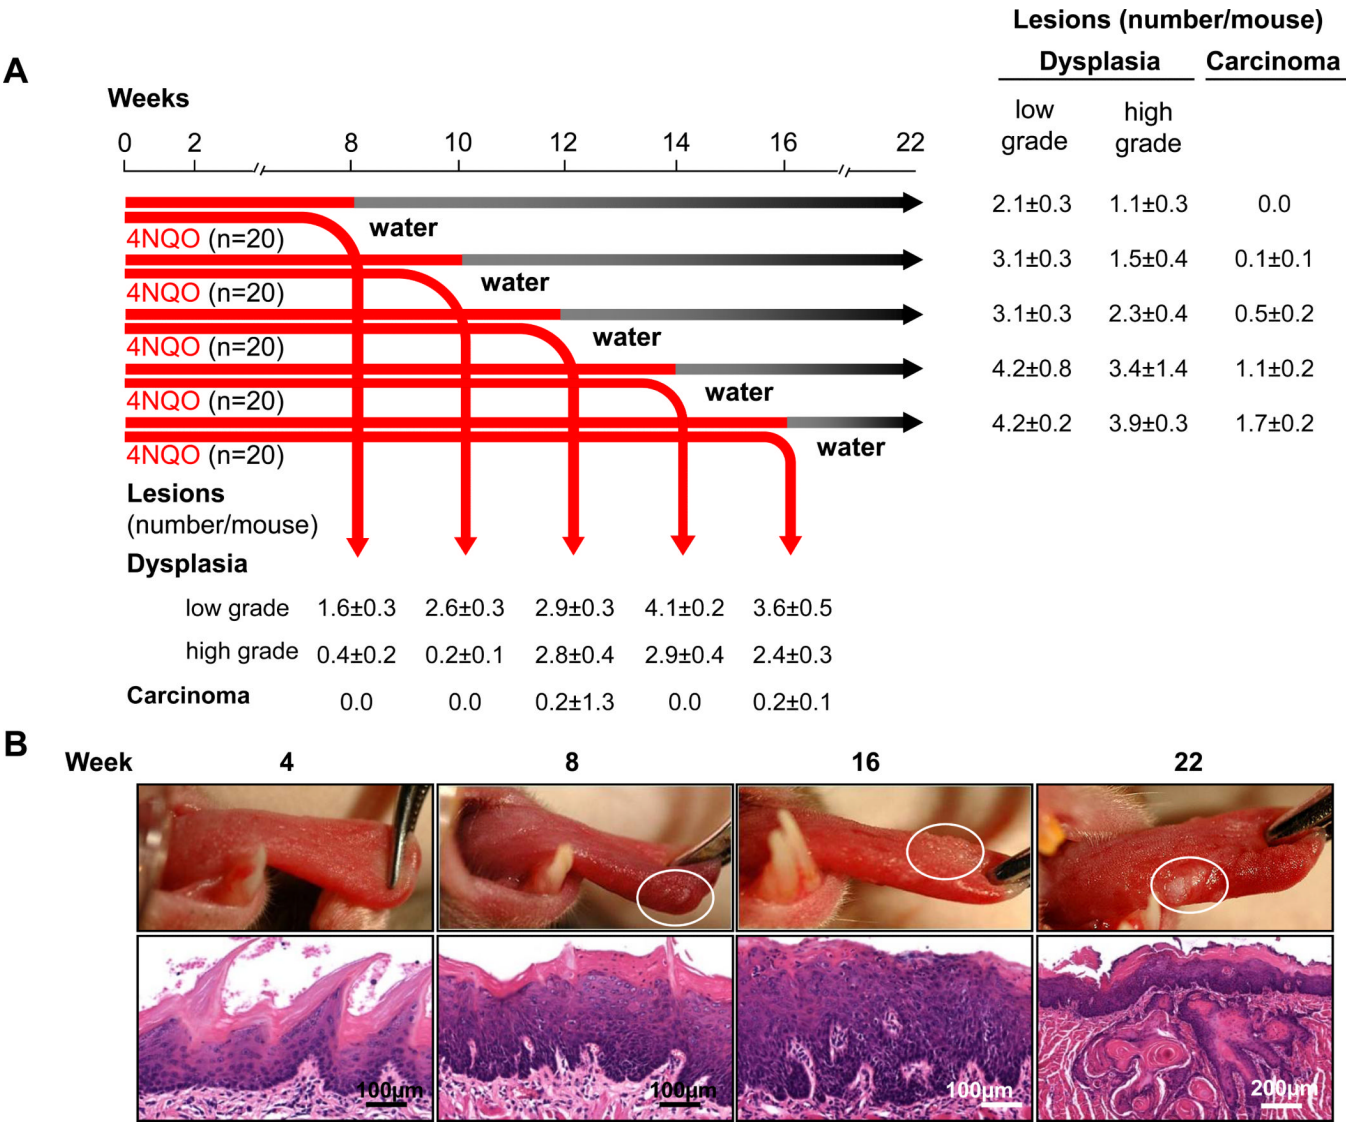 Lesions (number/mouse)
A
Dysplasia Carcinoma
Weeks
low grade
high grade
0 2 8 10 12 14 16 22
2.1±0.3 1.1±0.3 0.0
water
4NQO (n=20)
3.1±0.3 1.5±0.4 0.1±0.1
water
4NQO (n=20)
3.1±0.3 2.3±0.4 0.5±0.2
water
4NQO (n=20)
4.2±0.8 3.4±1.4 1.1±0.2
water
4NQO (n=20)
4.2±0.2 3.9±0.3 1.7±0.2
water
4NQO (n=20)
Lesions
(number/mouse)
Dysplasia
low grade 1.6±0.3 2.6±0.3 2.9±0.3 4.1±0.2 3.6±0.5
high grade 0.4±0.2 0.2±0.1 2.8±0.4 2.9±0.4 2.4±0.3
Carcinoma 0.0 0.0 0.2±1.3 0.0 0.2±0.1
B
Week 4 8 16 22
100µm 100µm 100µm 200µm